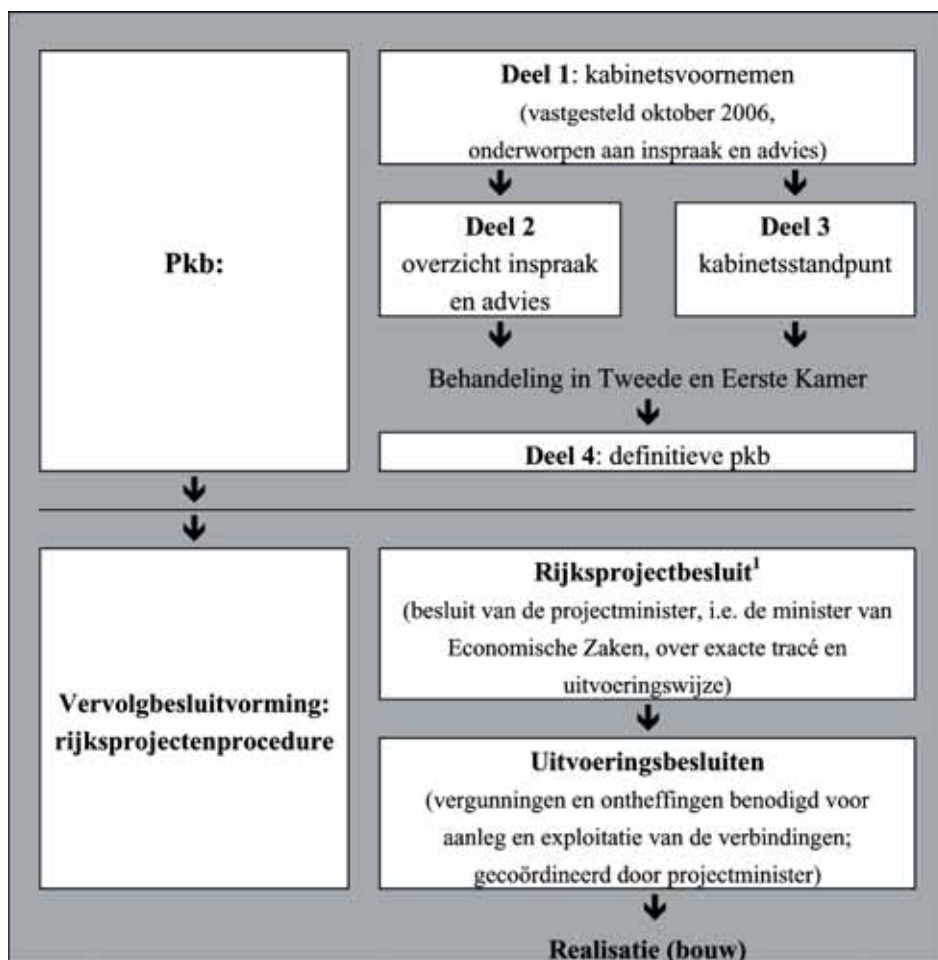 Pkb:
Deel 1: kabinetsvoornemen
(vastgesteld oktober 2006,
onderworpen aan inspraak en advies)
Deel 2
overzicht inspraak
en advies
Deel 3
kabinetsstandpunt
Behandeling in Tweede en Eerste Kamer
Deel 4: definitieve pkb
Vervolgbesluitvorming:
rijksprojectenprocedure
Rijksprojectbesluit¹
(besluit van de projectminister, i.e. de minister van
Economische Zaken, over exacte tracé en
uitvoeringswijze)
Uitvoeringsbesluiten
(vergunningen en ontheffingen benodigd voor
aanleg en exploitatie van de verbindingen;
gecoördineerd door projectminister)
Realisatie (bouw)